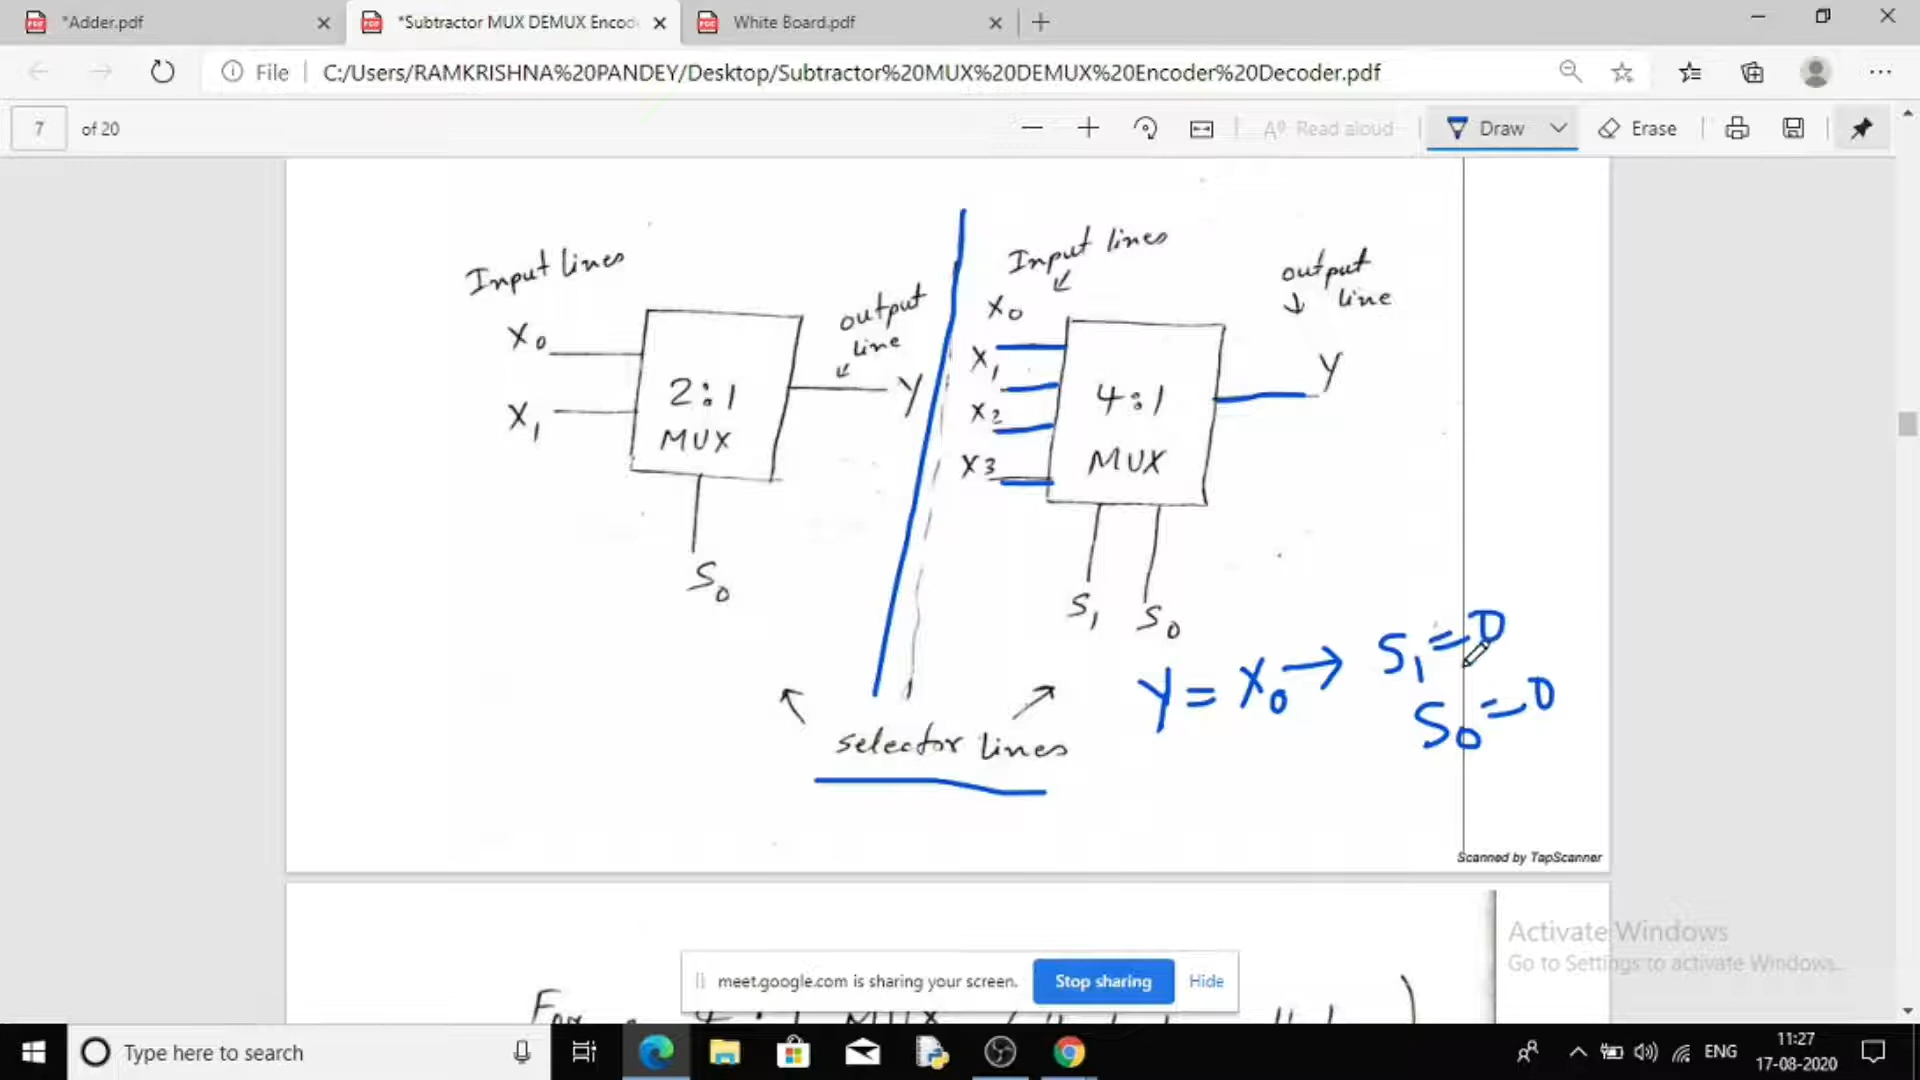 *Adder.pdf
*Subtractor MUX DEMUX Encod
White Board.pdf
File
C:/Users/RAMKRISHNA%20PANDEY/Desktop/Subtractor%20MUX%20DEMUX%20Encoder%20Decoder.pdf
7 of 20
Read aloud
Draw
Erase
Input lines
X0
X1
2:1
MUX
output
line
Y
S0
Input lines
X0
X1
X2
X3
4:1
MUX
output
line
Y
S1 S0
Y = X0 → S1 = 0
S0 = 0
selector lines
Scanned by TapScanner
Activate Windows
Go to Settings to activate Windows.
meet.google.com is sharing your screen.
Stop sharing
Hide
For 4:1 MUX
Type here to search
ENG
11:27
17-08-2020